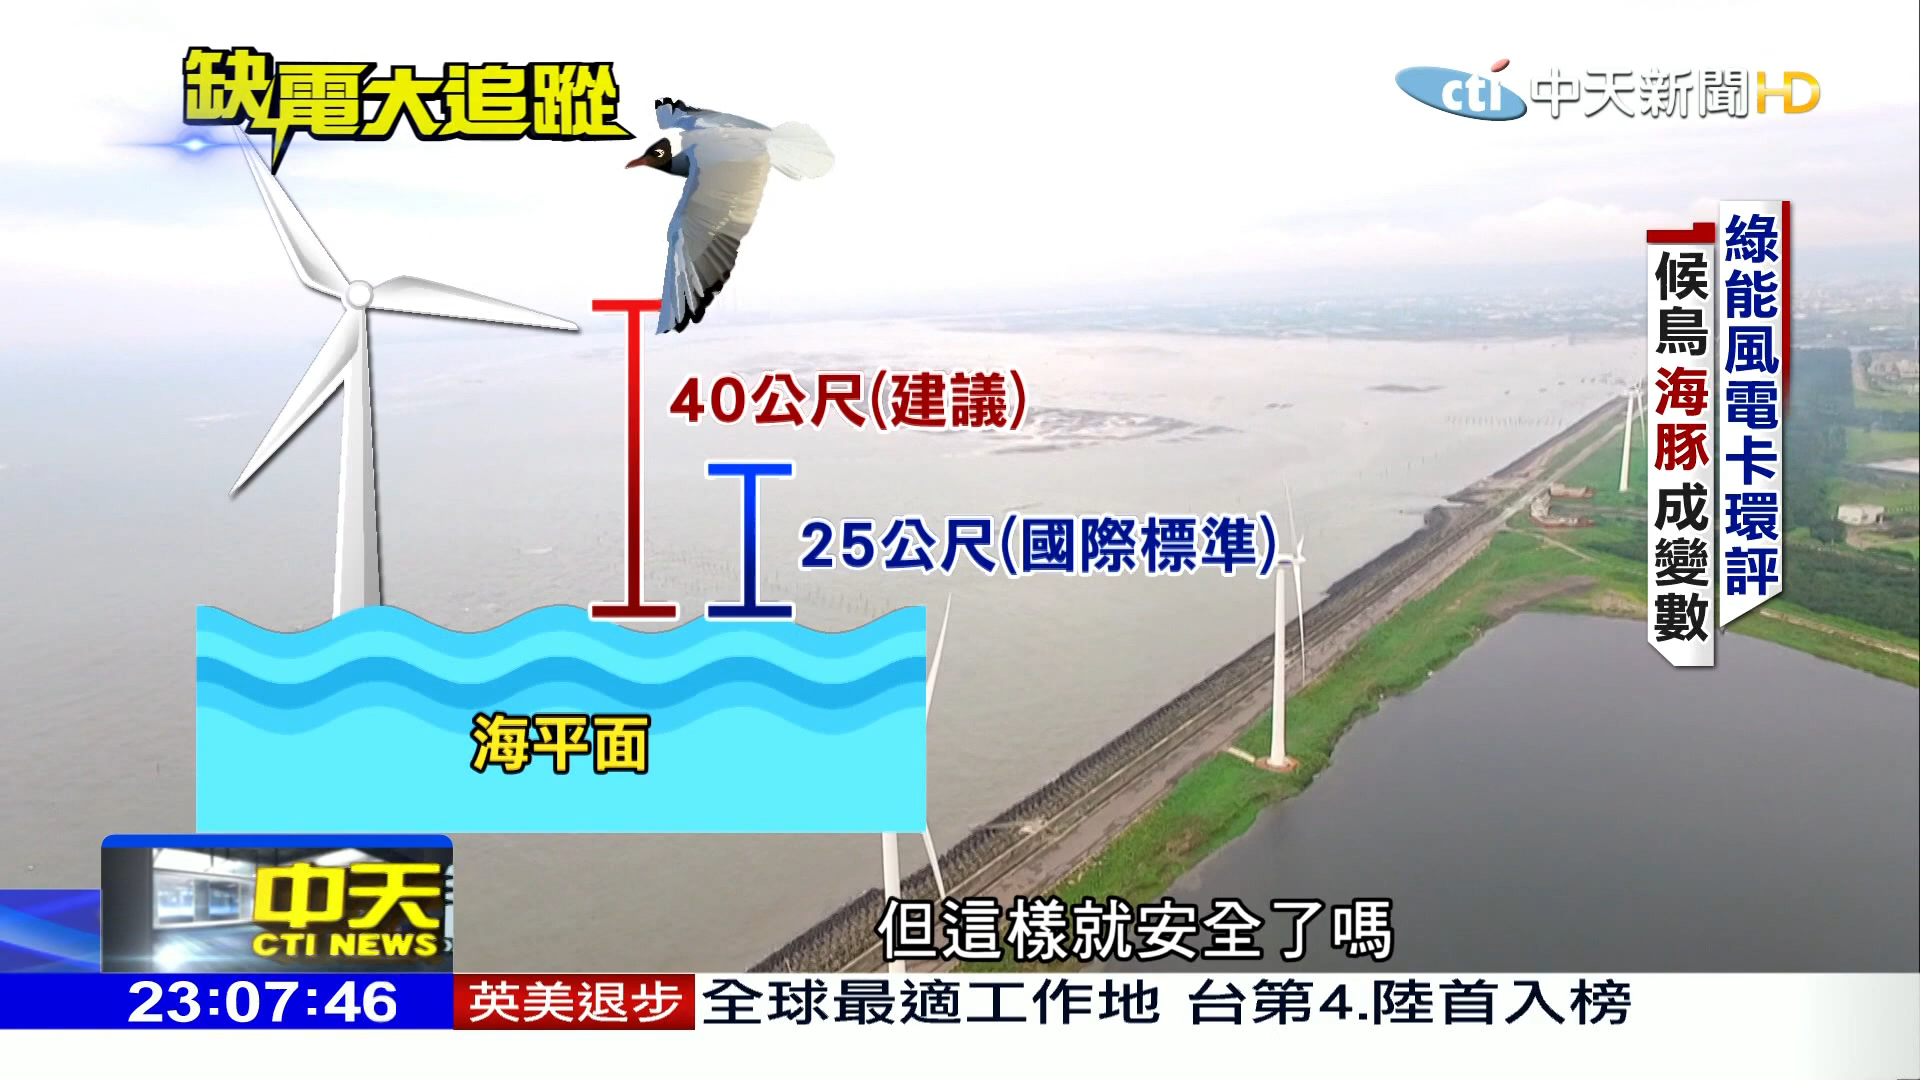 缺電大追蹤
cti 中天新聞HD
綠能風電卡環評
候鳥 海豚 成變數
40公尺(建議)
25公尺(國際標準)
海平面
中天
CTI NEWS
但這樣就安全了嗎
23:07:46
英美退步 全球最適工作地 台第4.陸首入榜